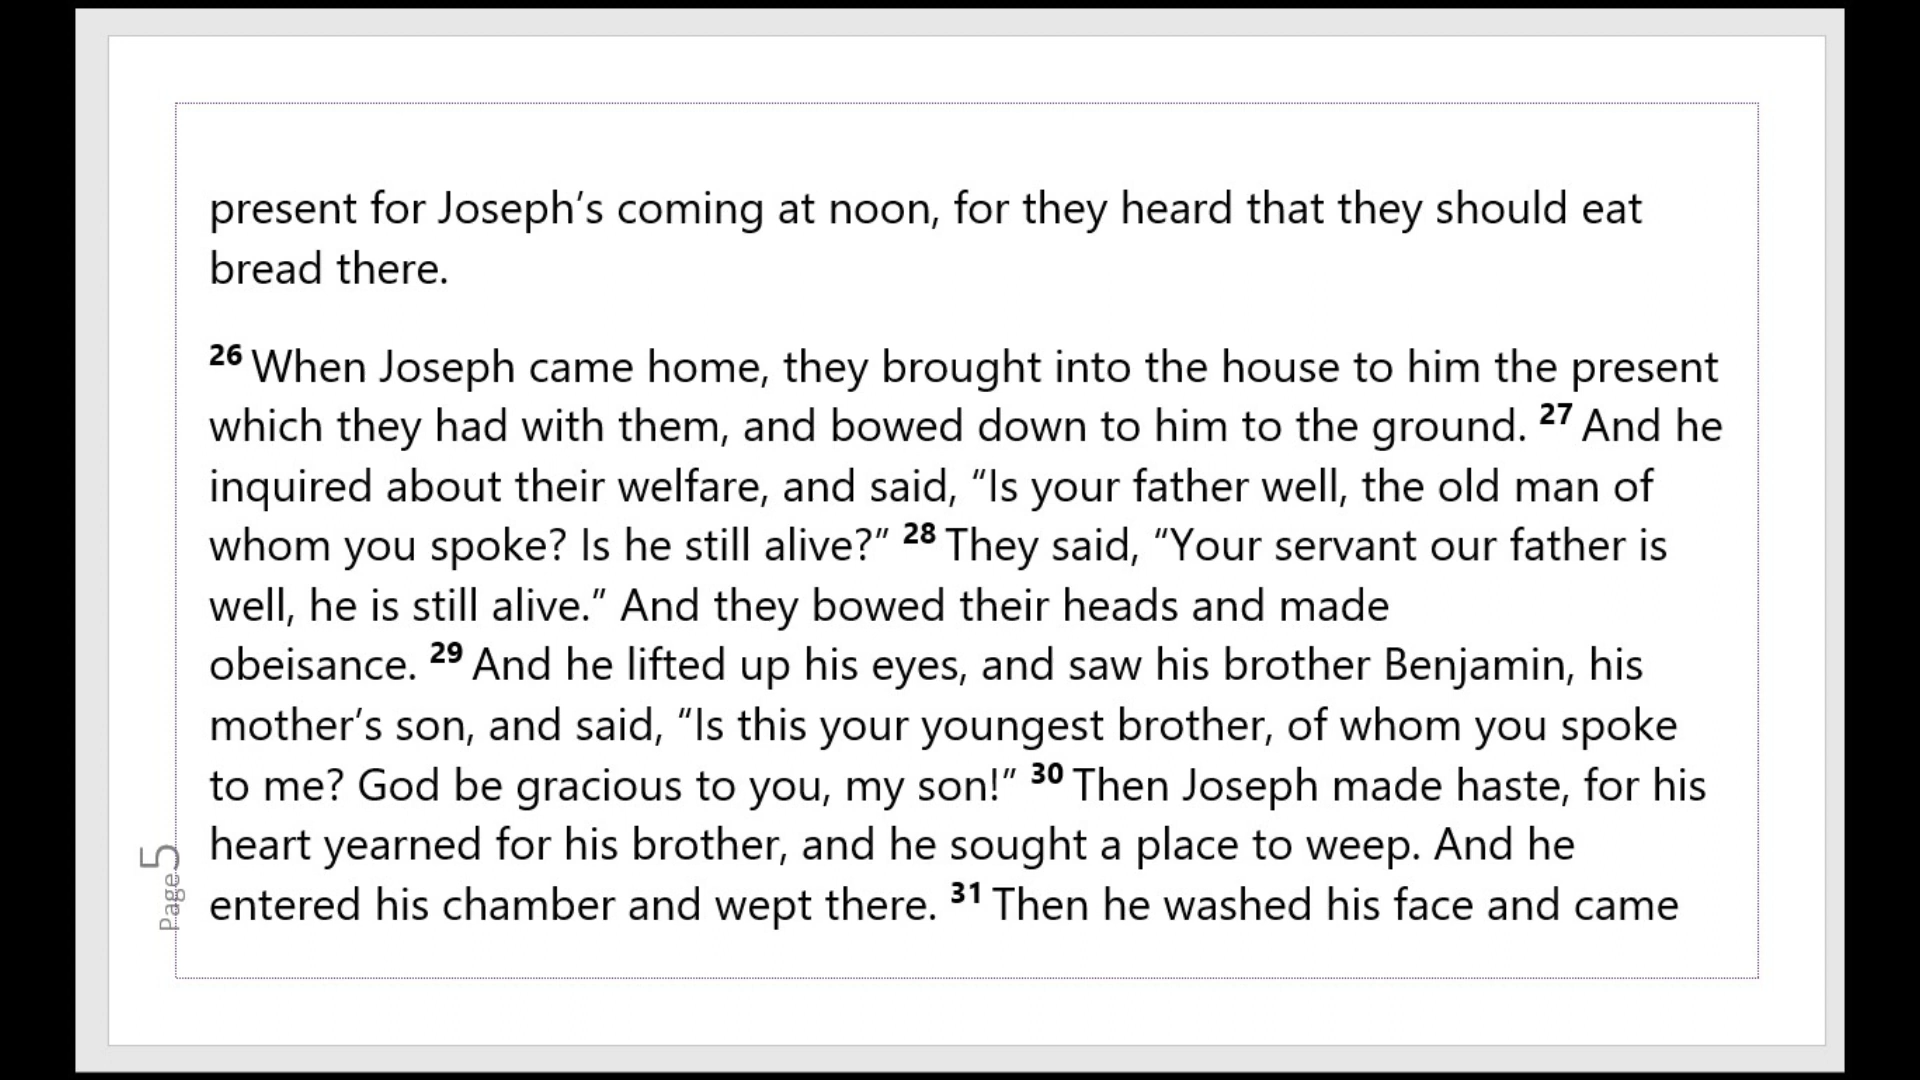 present for Joseph’s coming at noon, for they heard that they should eat
bread there.
26 When Joseph came home, they brought into the house to him the present
which they had with them, and bowed down to him to the ground. 27 And he
inquired about their welfare, and said, “Is your father well, the old man of
whom you spoke? Is he still alive?” 28 They said, “Your servant our father is
well, he is still alive.” And they bowed their heads and made
obeisance. 29 And he lifted up his eyes, and saw his brother Benjamin, his
mother’s son, and said, “Is this your youngest brother, of whom you spoke
to me? God be gracious to you, my son!” 30 Then Joseph made haste, for his
heart yearned for his brother, and he sought a place to weep. And he
entered his chamber and wept there. 31 Then he washed his face and came
Page 5